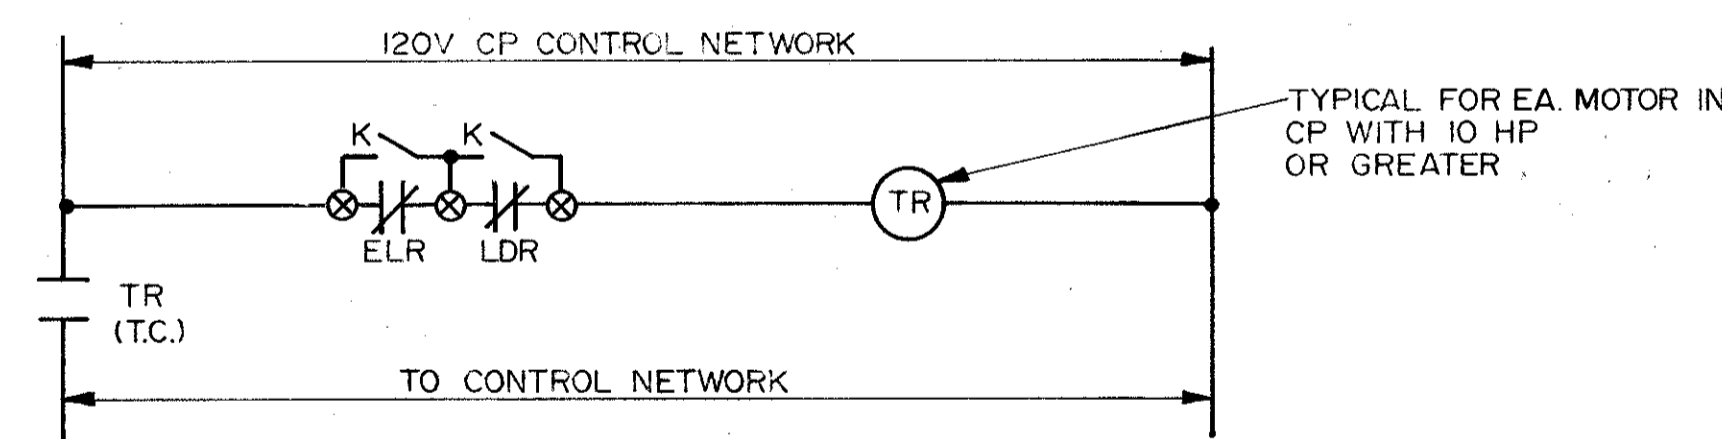 120V CP CONTROL NETWORK
TYPICAL FOR EA. MOTOR IN
CP WITH 10 HP
OR GREATER
K K
ELR LDR
TR
TR
(T.C.)
TO CONTROL NETWORK